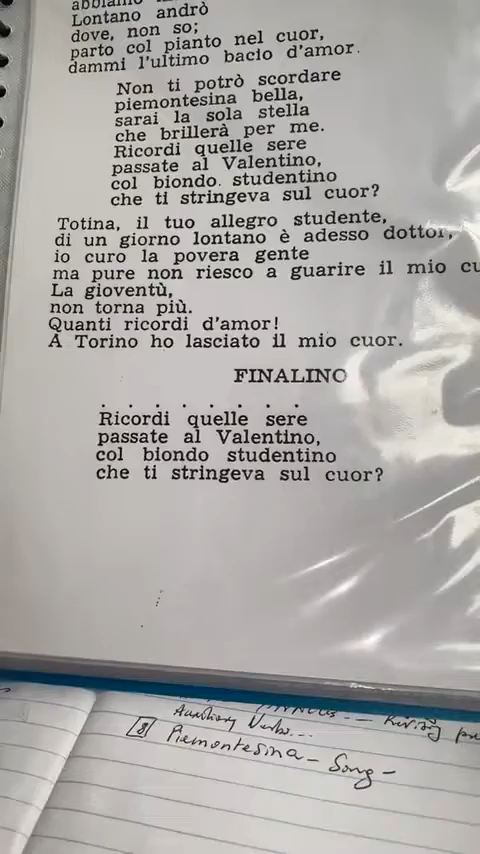 Lontano andrò
dove, non so;
parto col pianto nel cuor,
dammi l'ultimo bacio d'amor.
Non ti potrò scordare
piemontesina bella,
sarai la sola stella
che brillerà per me.
Ricordi quelle sere
passate al Valentino,
col biondo studentino
che ti stringeva sul cuor?
Totina, il tuo allegro studente,
di un giorno lontano è adesso dottor,
io curo la povera gente
ma pure non riesco a guarire il mio cu
La gioventù,
non torna più.
Quanti ricordi d'amor!
A Torino ho lasciato il mio cuor.
FINALINO
. . . . . . . .
Ricordi quelle sere
passate al Valentino,
col biondo studentino
che ti stringeva sul cuor?
Auxiliary Verbs...
8 Piemontesina - Song -